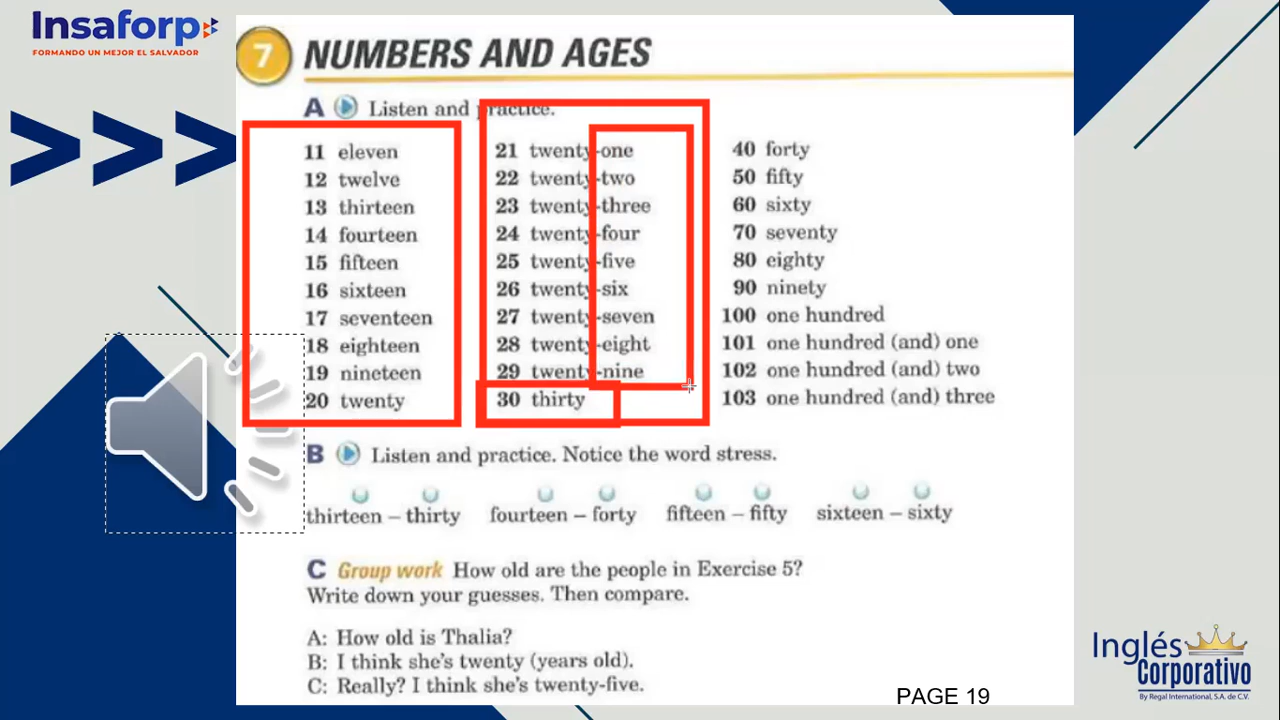 Insaforp
FORMANDO UN MEJOR EL SALVADOR
7 NUMBERS AND AGES
A Listen and practice.
11 eleven
12 twelve
13 thirteen
14 fourteen
15 fifteen
16 sixteen
17 seventeen
18 eighteen
19 nineteen
20 twenty
21 twenty-one
22 twenty-two
23 twenty-three
24 twenty-four
25 twenty-five
26 twenty-six
27 twenty-seven
28 twenty-eight
29 twenty-nine
30 thirty
40 forty
50 fifty
60 sixty
70 seventy
80 eighty
90 ninety
100 one hundred
101 one hundred (and) one
102 one hundred (and) two
103 one hundred (and) three
B Listen and practice. Notice the word stress.
thirteen – thirty fourteen – forty fifteen – fifty sixteen – sixty
C Group work How old are the people in Exercise 5?
Write down your guesses. Then compare.
A: How old is Thalia?
B: I think she's twenty (years old).
C: Really? I think she's twenty-five.
PAGE 19
Inglés
Corporativo
By Regal International, S.A. de C.V.